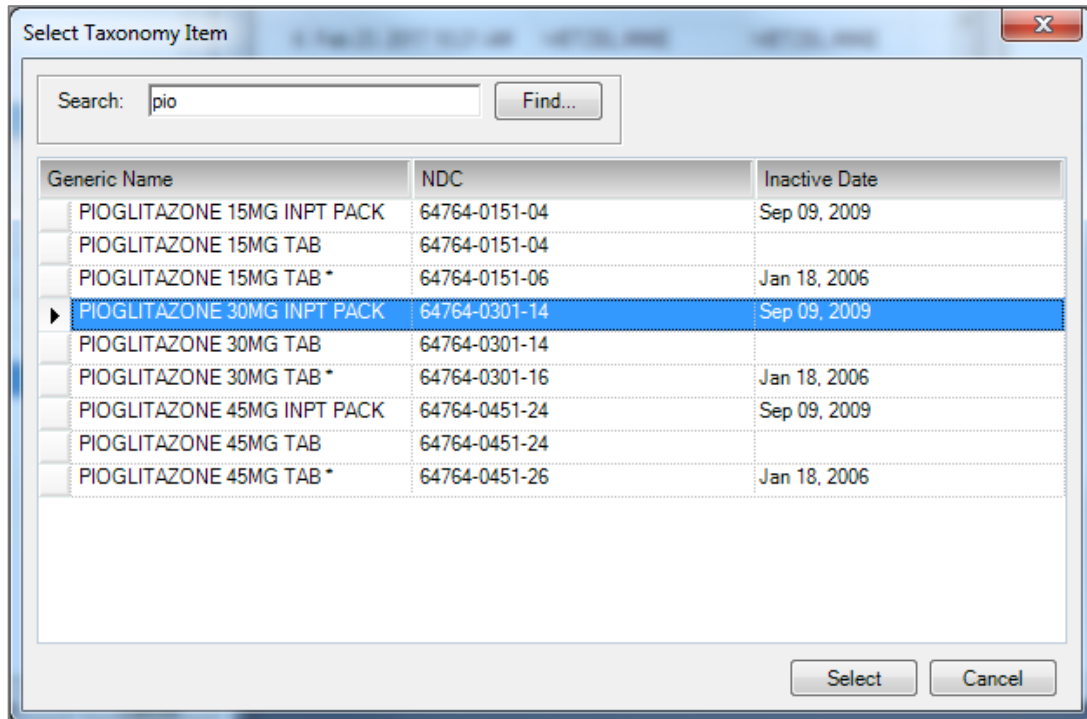 Select Taxonomy Item
Search: pio Find...
Generic Name NDC Inactive Date
PIOGLITAZONE 15MG INPT PACK 64764-0151-04 Sep 09, 2009
PIOGLITAZONE 15MG TAB 64764-0151-04
PIOGLITAZONE 15MG TAB * 64764-0151-06 Jan 18, 2006
PIOGLITAZONE 30MG INPT PACK 64764-0301-14 Sep 09, 2009
PIOGLITAZONE 30MG TAB 64764-0301-14
PIOGLITAZONE 30MG TAB * 64764-0301-16 Jan 18, 2006
PIOGLITAZONE 45MG INPT PACK 64764-0451-24 Sep 09, 2009
PIOGLITAZONE 45MG TAB 64764-0451-24
PIOGLITAZONE 45MG TAB * 64764-0451-26 Jan 18, 2006
Select Cancel